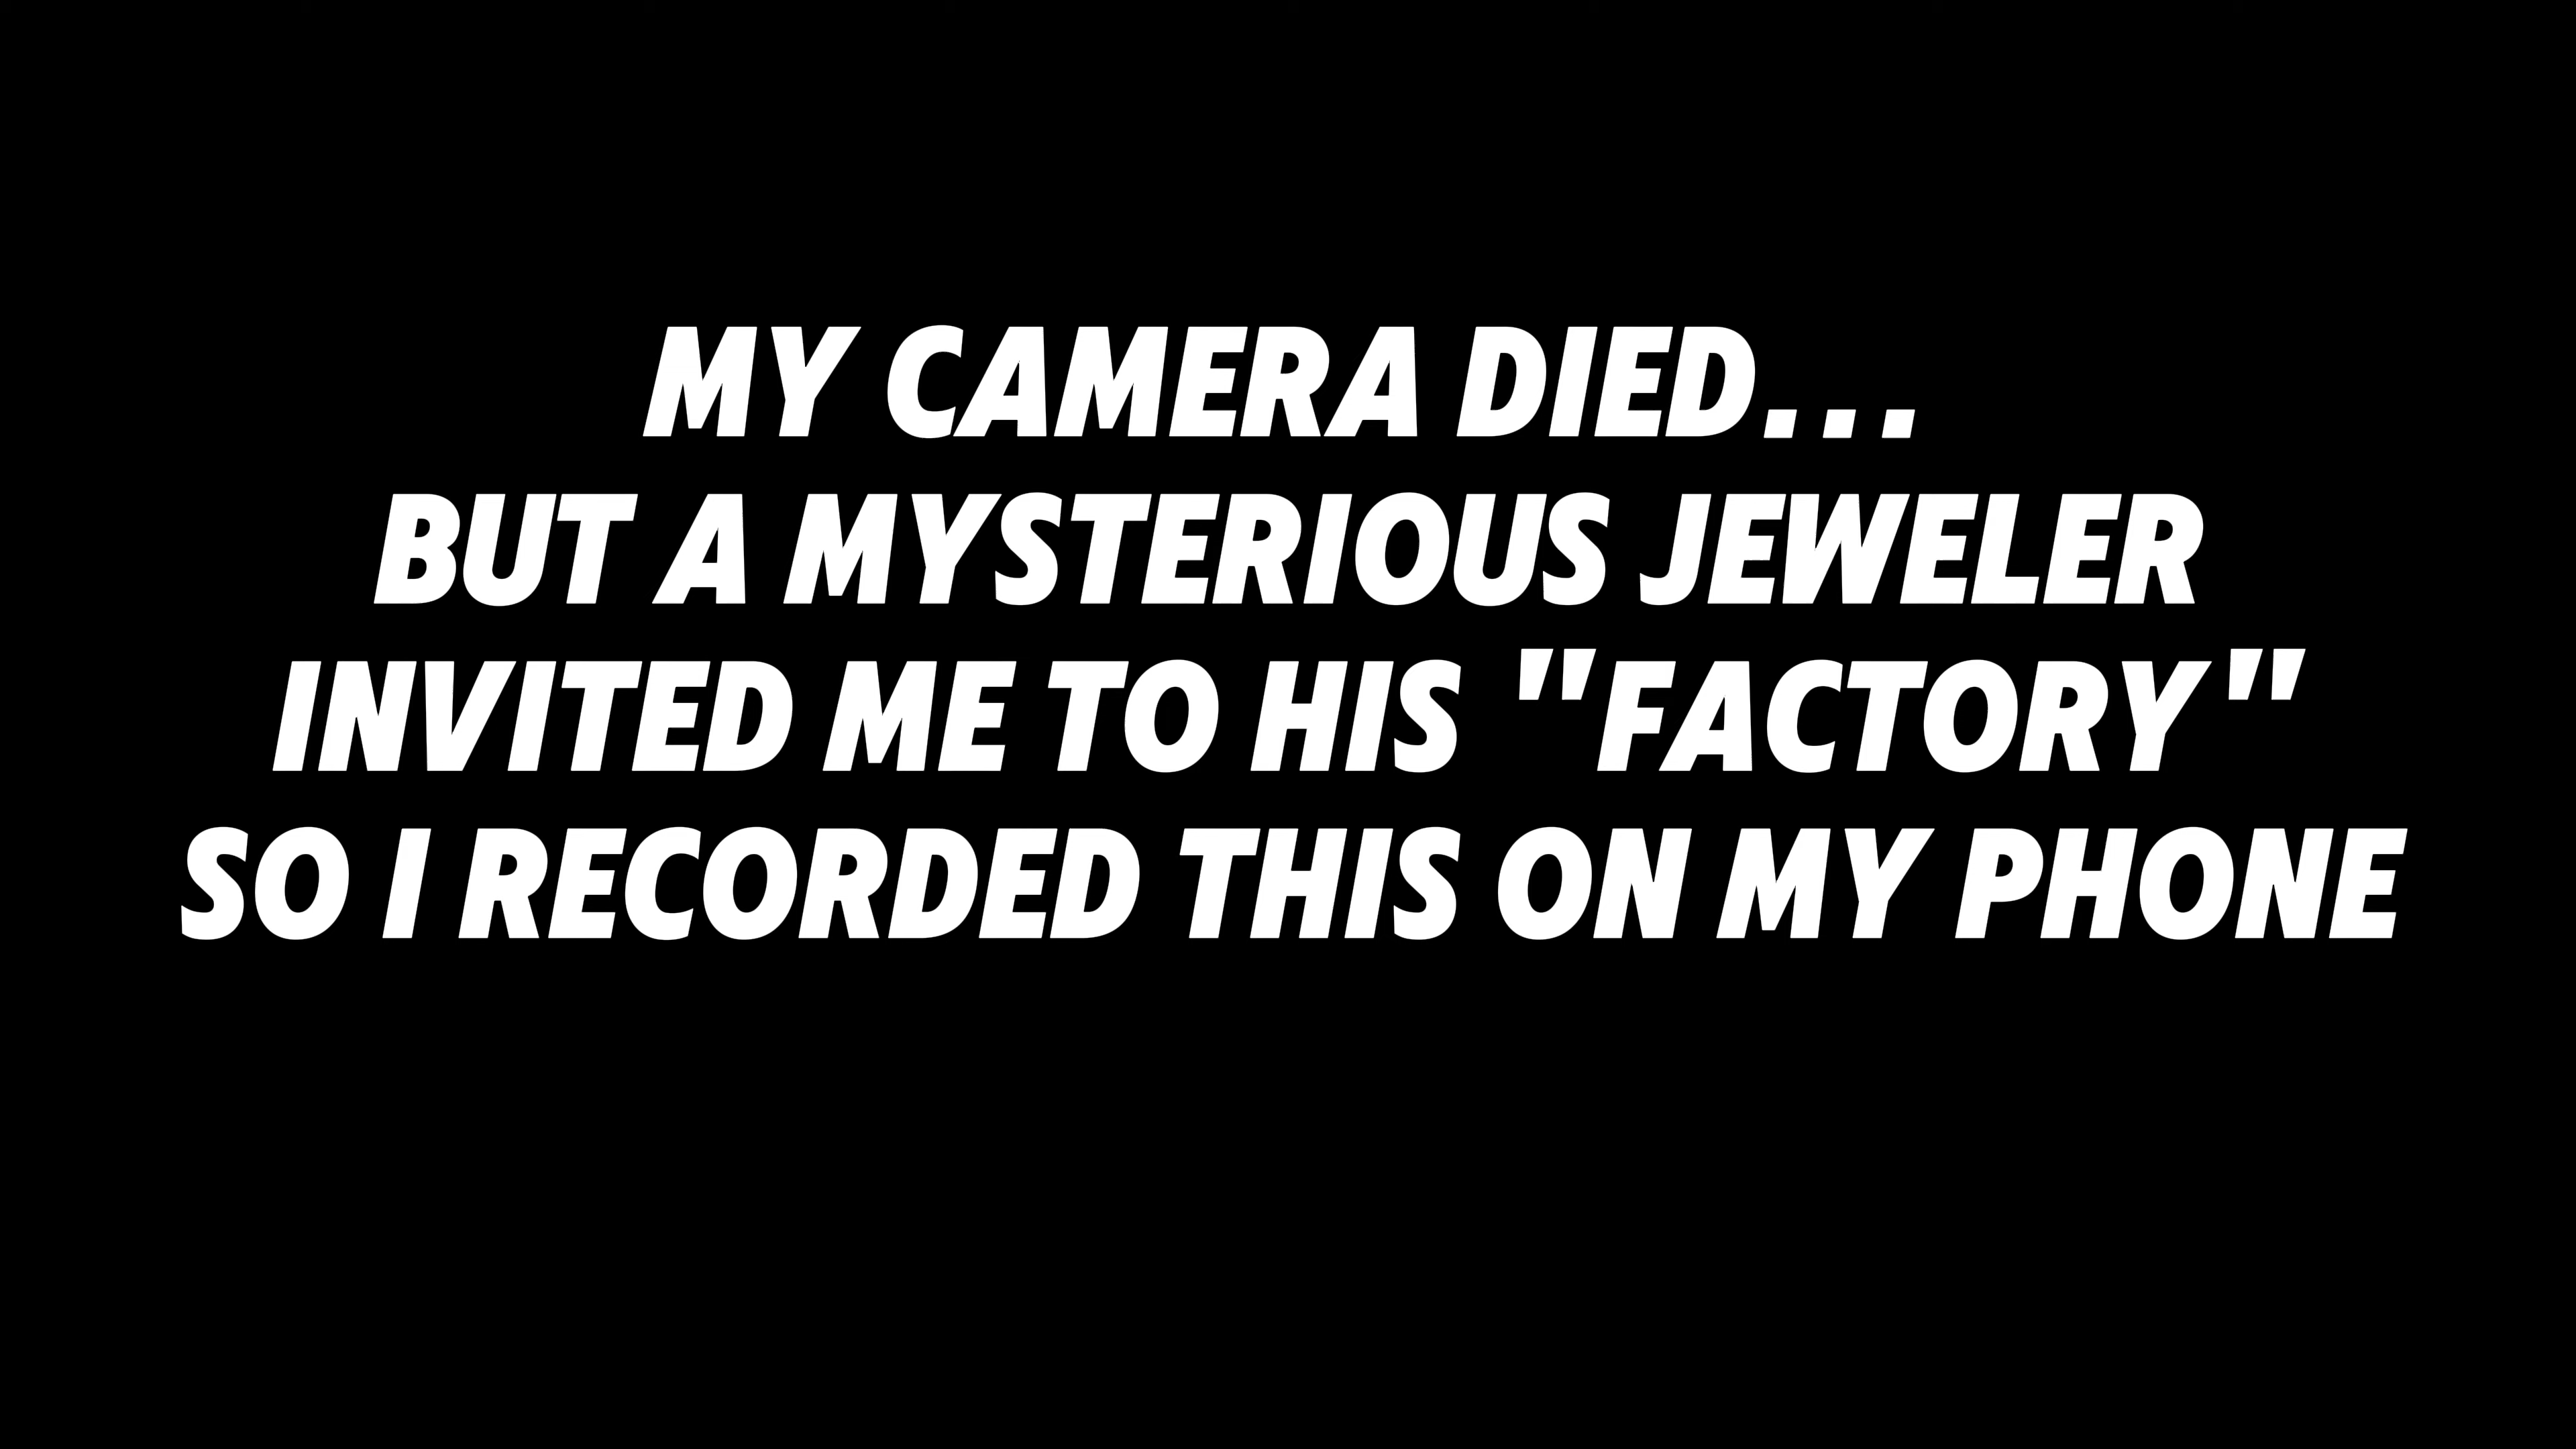 MY CAMERA DIED...
BUT A MYSTERIOUS JEWELER
INVITED ME TO HIS "FACTORY"
SO I RECORDED THIS ON MY PHONE